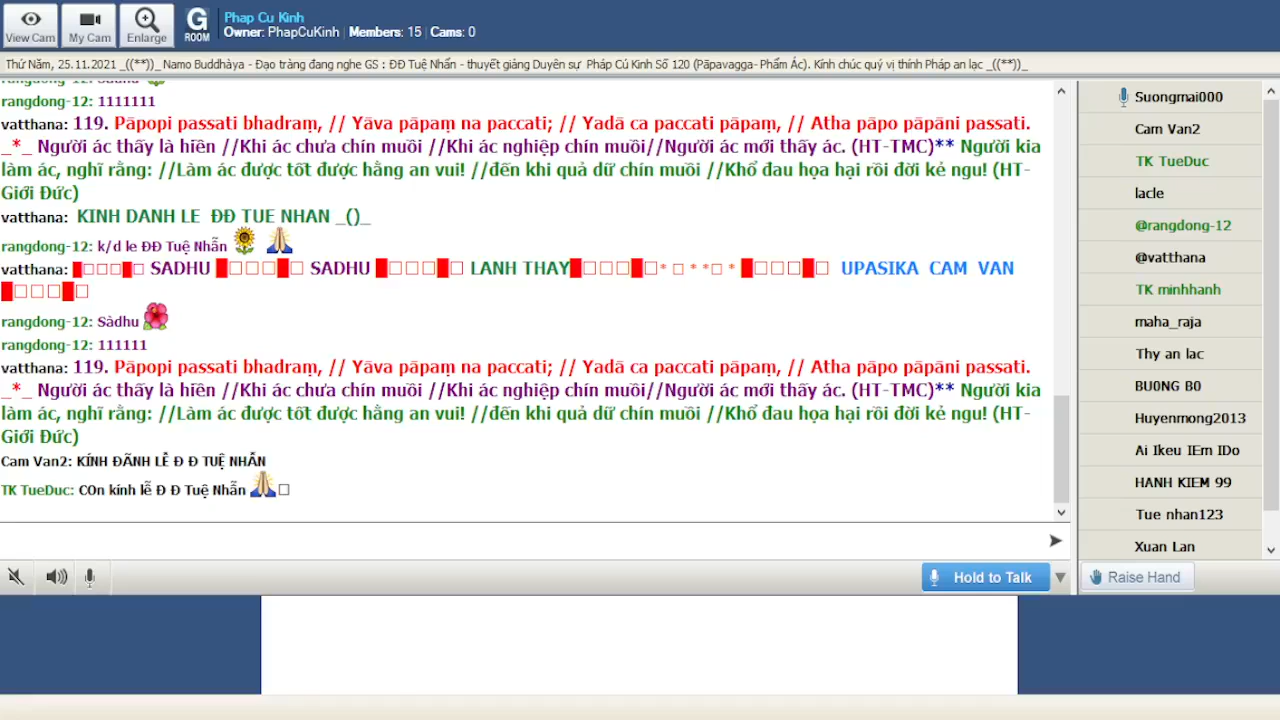 View Cam
My Cam
Enlarge
G
ROOM
Phap Cu Kinh
Owner: PhapCuKinh | Members: 15 | Cams: 0
Thứ Năm, 25.11.2021 _((**))_ Namo Buddhàya - Đạo tràng đang nghe GS : ĐĐ Tuệ Nhẫn - thuyết giảng Duyên sự Pháp Cú Kinh Số 120 (Pāpavagga- Phẩm Ác). Kính chúc quý vị thính Pháp an lạc _((**))_
rangdong-12: 1111111
vatthana: 119. Pāpopi passati bhadraṃ, // Yāva pāpaṃ na paccati; // Yadā ca paccati pāpaṃ, // Atha pāpo pāpāni passati.
_*_ Người ác thấy là hiền //Khi ác chưa chín muồi //Khi ác nghiệp chín muồi//Người ác mới thấy ác. (HT-TMC)** Người kia
làm ác, nghĩ rằng: //Làm ác được tốt được hằng an vui! //đến khi quả dữ chín muồi //Khổ đau họa hại rồi đời kẻ ngu! (HT-
Giới Đức)
vatthana: KINH DANH LE ĐĐ TUE NHAN _()_
rangdong-12: k/d le ĐĐ Tuệ Nhẫn
vatthana: SADHU SADHU LANH THAY * * * * UPASIKA CAM VAN
rangdong-12: Sàdhu
rangdong-12: 111111
vatthana: 119. Pāpopi passati bhadraṃ, // Yāva pāpaṃ na paccati; // Yadā ca paccati pāpaṃ, // Atha pāpo pāpāni passati.
_*_ Người ác thấy là hiền //Khi ác chưa chín muồi //Khi ác nghiệp chín muồi//Người ác mới thấy ác. (HT-TMC)** Người kia
làm ác, nghĩ rằng: //Làm ác được tốt được hằng an vui! //đến khi quả dữ chín muồi //Khổ đau họa hại rồi đời kẻ ngu! (HT-
Giới Đức)
Cam Van2: KÍNH ĐÃNH LỄ Đ Đ TUỆ NHẪN
TK TueDuc: COn kính lễ Đ Đ Tuệ Nhẫn
Suongmai000
Cam Van2
TK TueDuc
lacle
@rangdong-12
@vatthana
TK minhhanh
maha_raja
Thy an lac
BU0NG B0
Huyenmong2013
Ai Ikeu IEm IDo
HANH KIEM 99
Tue nhan123
Xuan Lan
Hold to Talk
Raise Hand